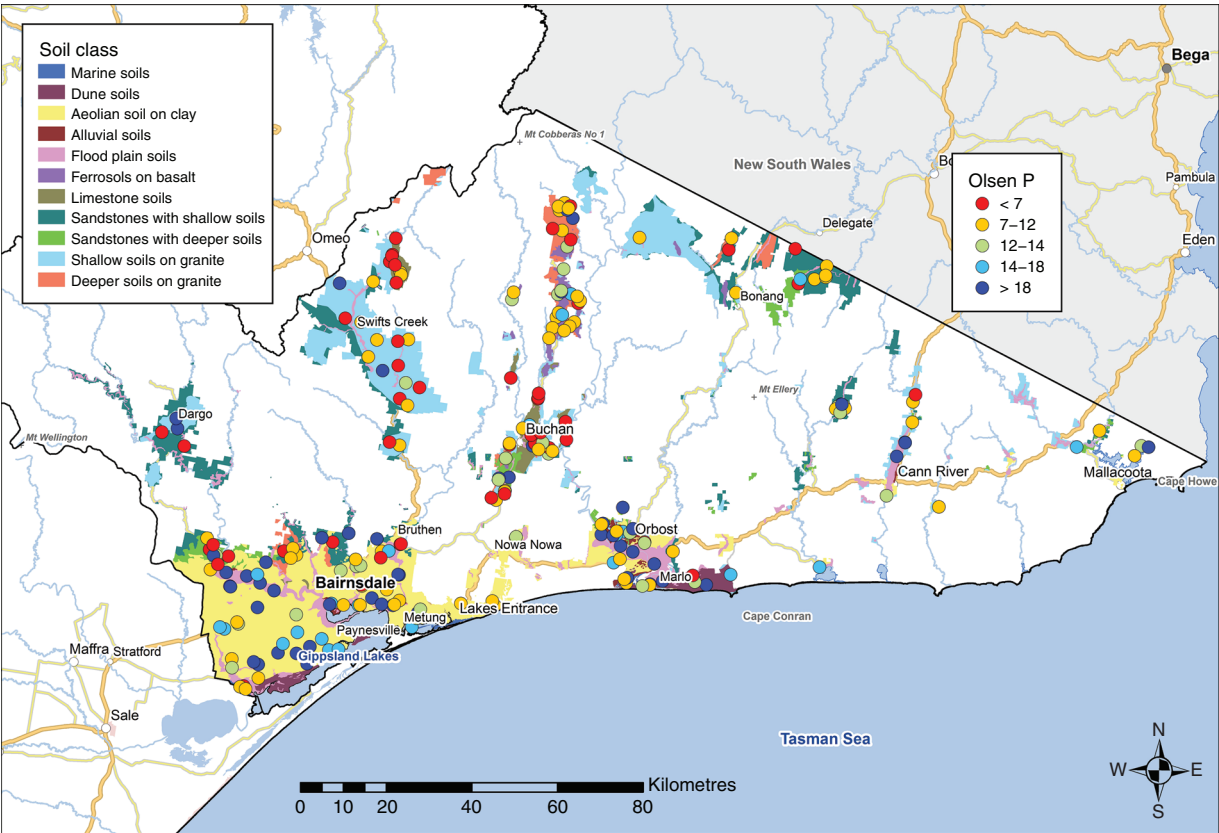 Soil class
Marine soils
Dune soils
Aeolian soil on clay
Alluvial soils
Flood plain soils
Ferrosols on basalt
Limestone soils
Sandstones with shallow soils
Sandstones with deeper soils
Shallow soils on granite
Deeper soils on granite
Bega
Mt Cobberas No 1
New South Wales
Bo
Pambula
Olsen P
< 7
7–12
12–14
14–18
> 18
Delegate
Eden
Omeo
Bonang
Swifts Creek
Mt Ellery
Dargo
Mt Wellington
Buchan
Cann River
Mallacoota
Cape Howe
Bruthen
Nowa Nowa
Orbost
Bairnsdale
Marlo
Metung
Lakes Entrance
Cape Conran
Paynesville
Maffra
Stratford
Gippsland Lakes
Sale
Tasman Sea
N
W
E
S
Kilometres
0 10 20 40 60 80